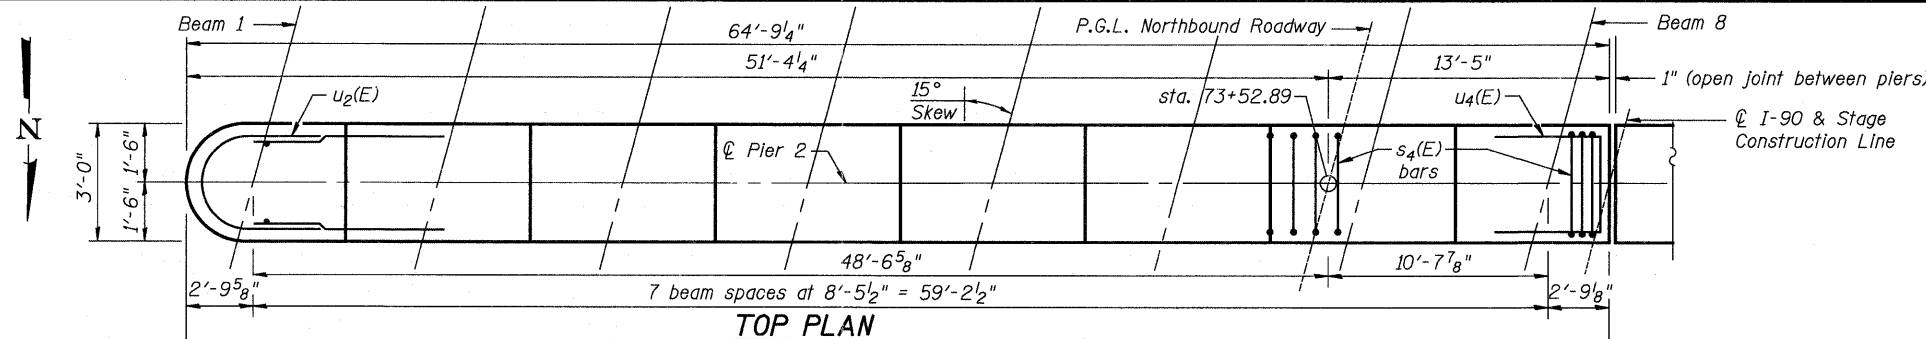 Beam 1
64'-9¼"
P.G.L. Northbound Roadway
Beam 8
51'-4¼"
13'-5"
1" (open joint between piers)
u2(E)
15°
Skew
sta. 73+52.89
u4(E)
℄ I-90 & Stage
Construction Line
N
3'-0"
1'-6"
1'-6"
℄ Pier 2
s4(E)
bars
48'-6⅝"
10'-7⅞"
2'-9⅝"
7 beam spaces at 8'-5½" = 59'-2½"
2'-9⅛"
TOP PLAN